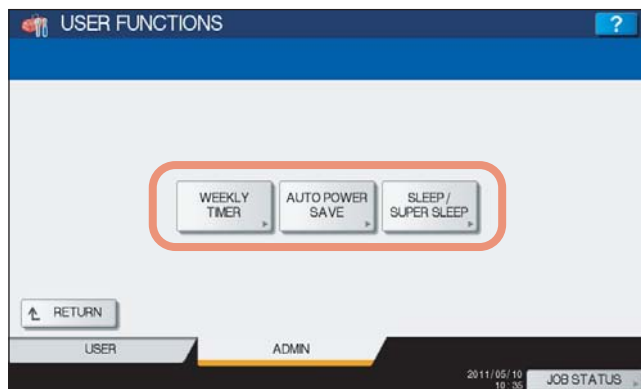 USER FUNCTIONS
?
WEEKLY
TIMER
AUTO POWER
SAVE
SLEEP /
SUPER SLEEP
RETURN
USER
ADMIN
2011/05/10
10:35
JOB STATUS